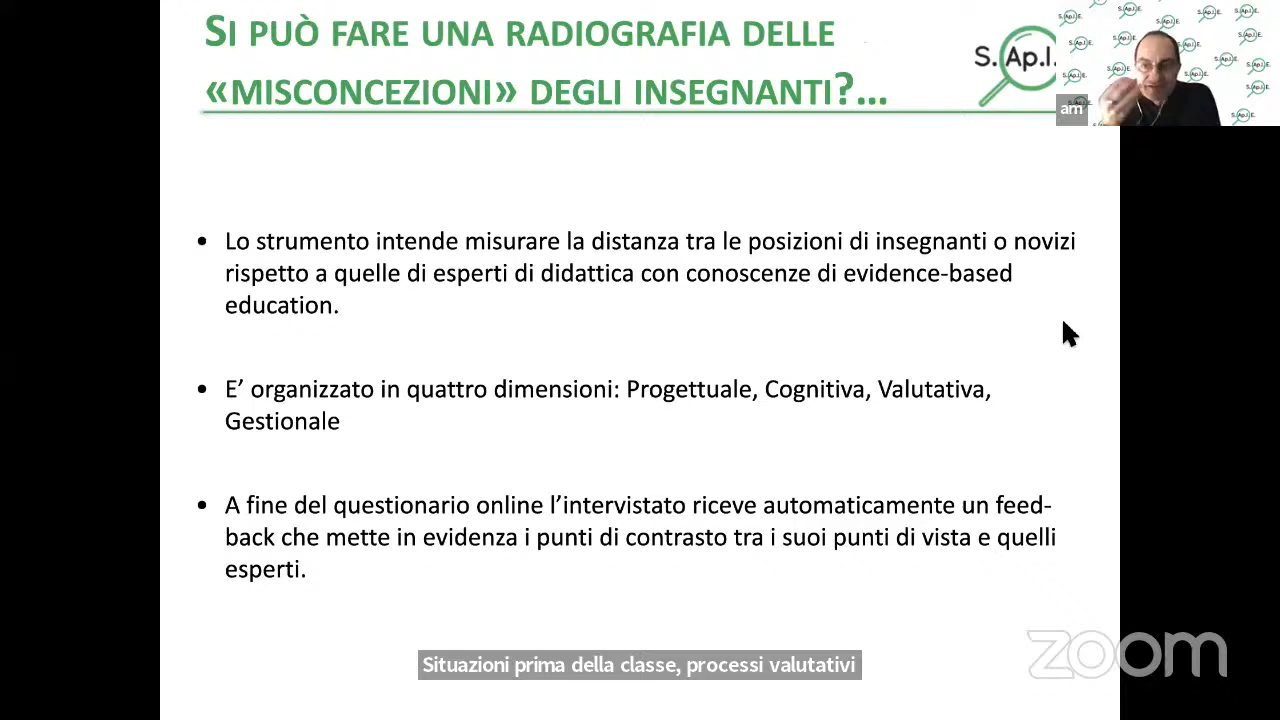 SI PUÒ FARE UNA RADIOGRAFIA DELLE
«MISCONCEZIONI» DEGLI INSEGNANTI?...
S. Ap.I.
am
• Lo strumento intende misurare la distanza tra le posizioni di insegnanti o novizi
rispetto a quelle di esperti di didattica con conoscenze di evidence-based
education.
• E’ organizzato in quattro dimensioni: Progettuale, Cognitiva, Valutativa,
Gestionale
• A fine del questionario online l’intervistato riceve automaticamente un feed-
back che mette in evidenza i punti di contrasto tra i suoi punti di vista e quelli
esperti.
Situazioni prima della classe, processi valutativi
zoom